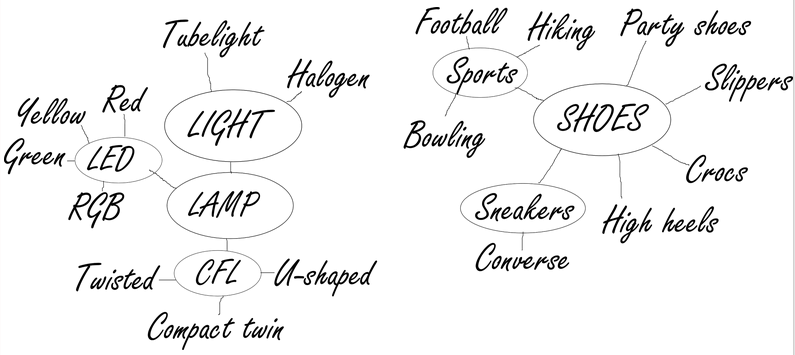 Tubelight
Halogen
LIGHT
Yellow
Red
Green
LED
RGB
LAMP
Twisted
CFL
U-shaped
Compact twin
Football
Hiking
Party shoes
Sports
Slippers
SHOES
Bowling
Crocs
Sneakers
High heels
Converse